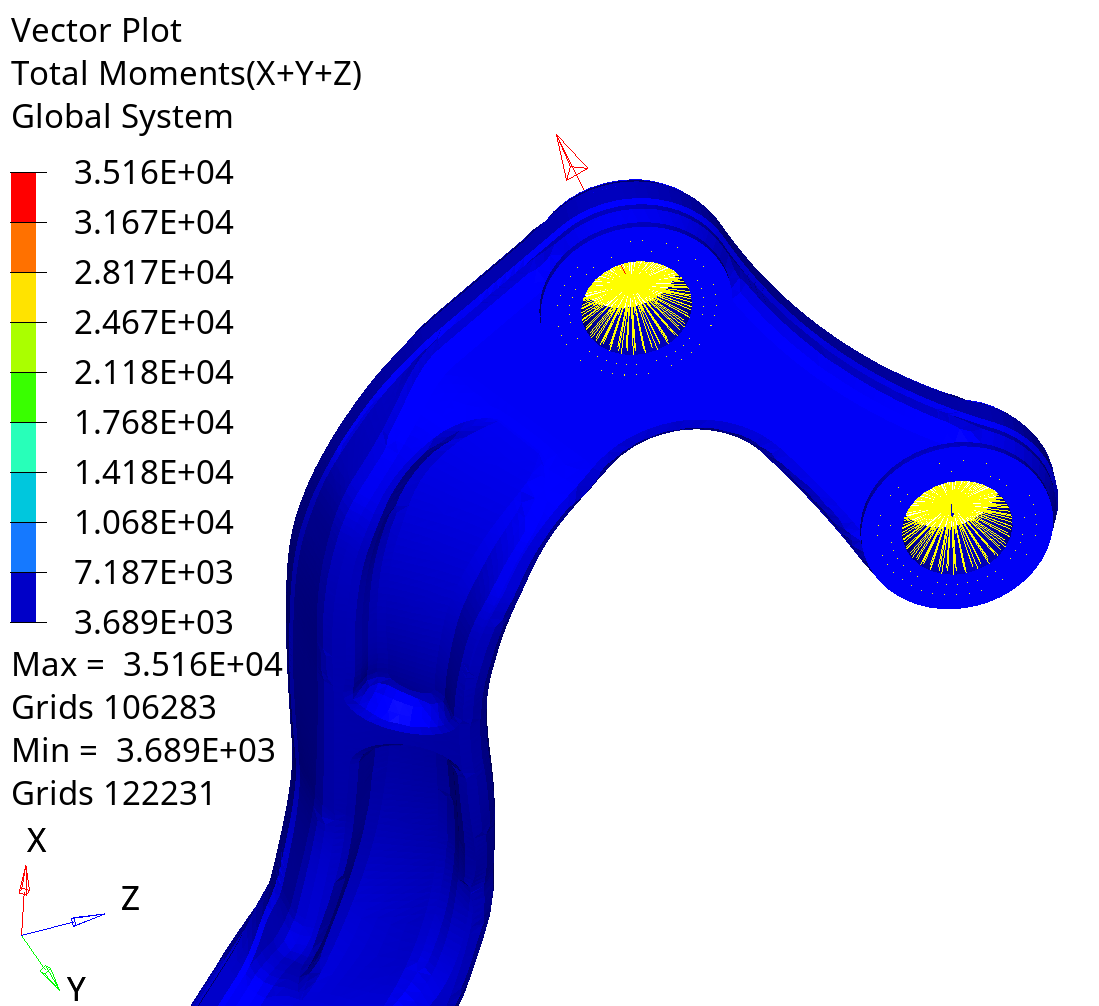 Vector Plot
Total Moments(X+Y+Z)
Global System
3.516E+04
3.167E+04
2.817E+04
2.467E+04
2.118E+04
1.768E+04
1.418E+04
1.068E+04
7.187E+03
3.689E+03
Max = 3.516E+04
Grids 106283
Min = 3.689E+03
Grids 122231
X
Z
Y